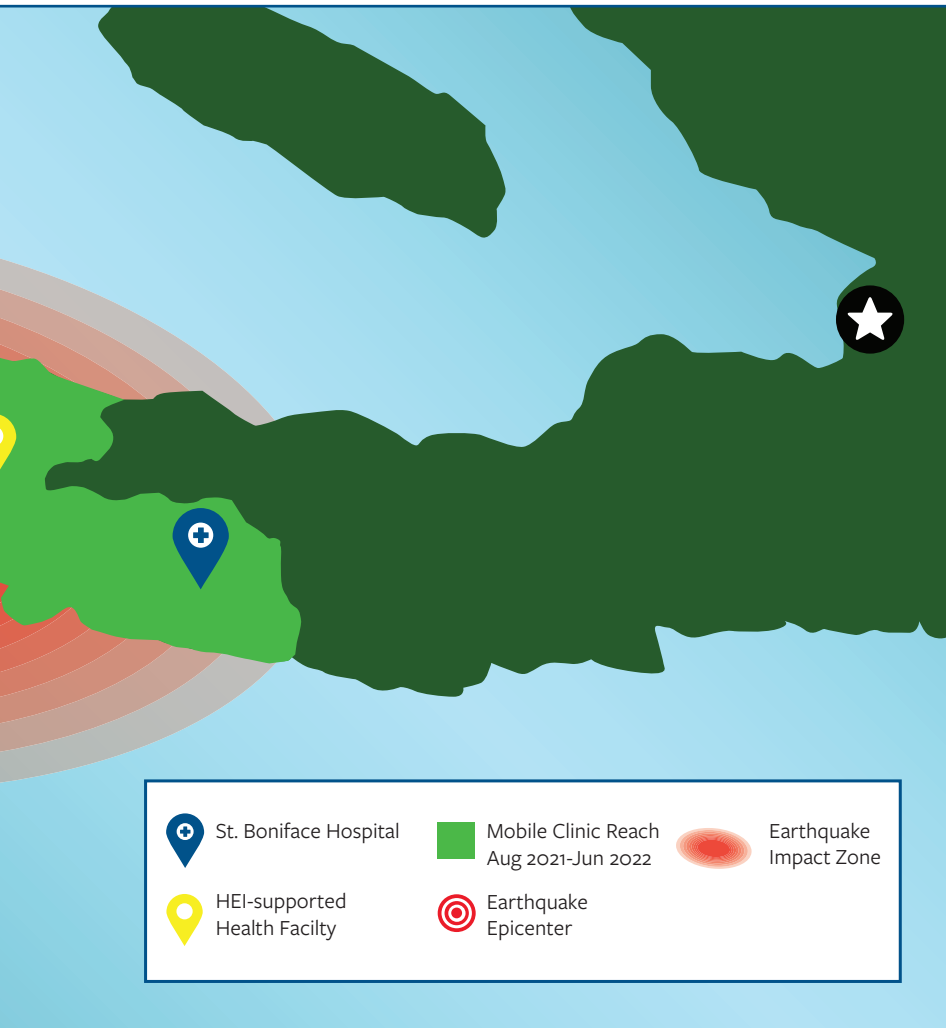 St. Boniface Hospital
HEI-supported
Health Facilty
Mobile Clinic Reach
Aug 2021-Jun 2022
Earthquake
Epicenter
Earthquake
Impact Zone